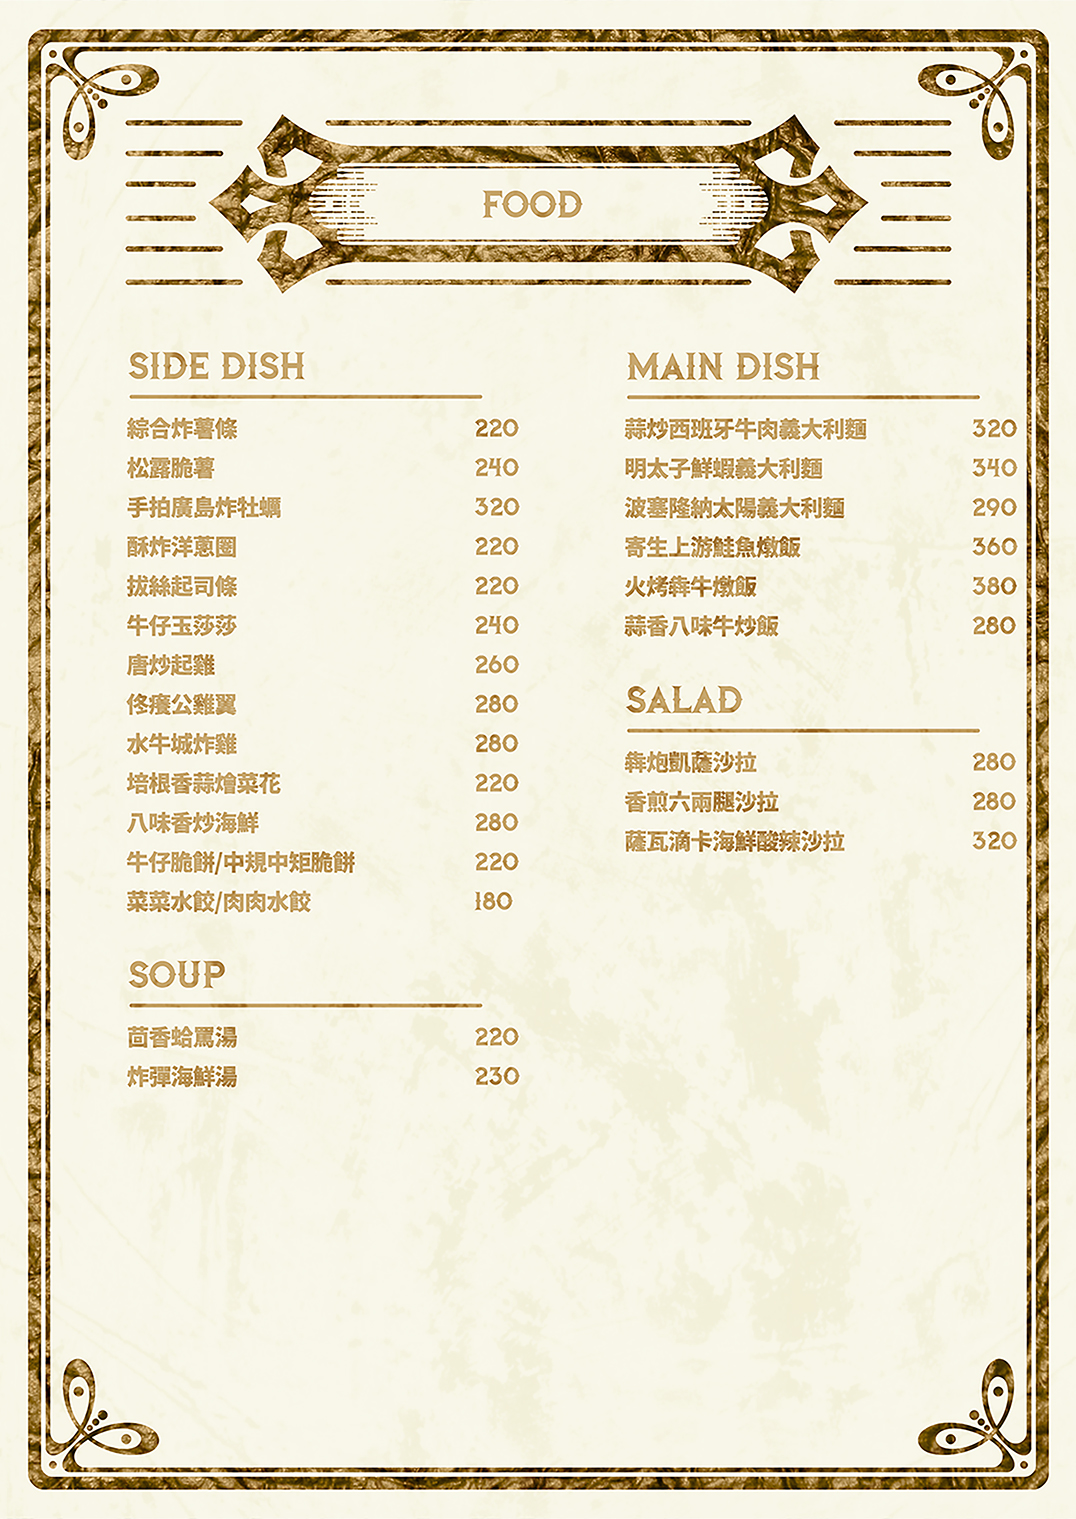 FOOD
SIDE DISH
綜合炸薯條 220
松露脆薯 240
手拍廣島炸牡蠣 320
酥炸洋蔥圈 220
拔絲起司條 220
牛仔玉莎莎 240
唐炒起雞 260
佟癢公雞翼 280
水牛城炸雞 280
培根香蒜燴菜花 220
八味香炒海鮮 280
牛仔脆餅/中規中矩脆餅 220
菜菜水餃/肉肉水餃 180
SOUP
茴香蛤罵湯 220
炸彈海鮮湯 230
MAIN DISH
蒜炒西班牙牛肉義大利麵 320
明太子鮮蝦義大利麵 340
波塞隆納太陽義大利麵 290
寄生上游鮭魚燉飯 360
火烤犇牛燉飯 380
蒜香八味牛炒飯 280
SALAD
犇炮凱薩沙拉 280
香煎六兩腿沙拉 280
薩瓦滴卡海鮮酸辣沙拉 320